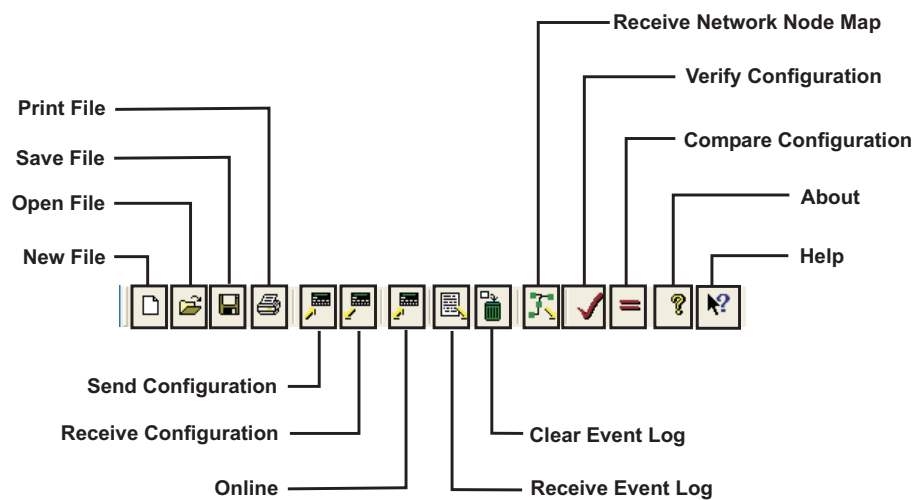 Receive Network Node Map
Verify Configuration
Print File
Compare Configuration
Save File
About
Open File
New File
Help
Send Configuration
Receive Configuration
Clear Event Log
Online
Receive Event Log